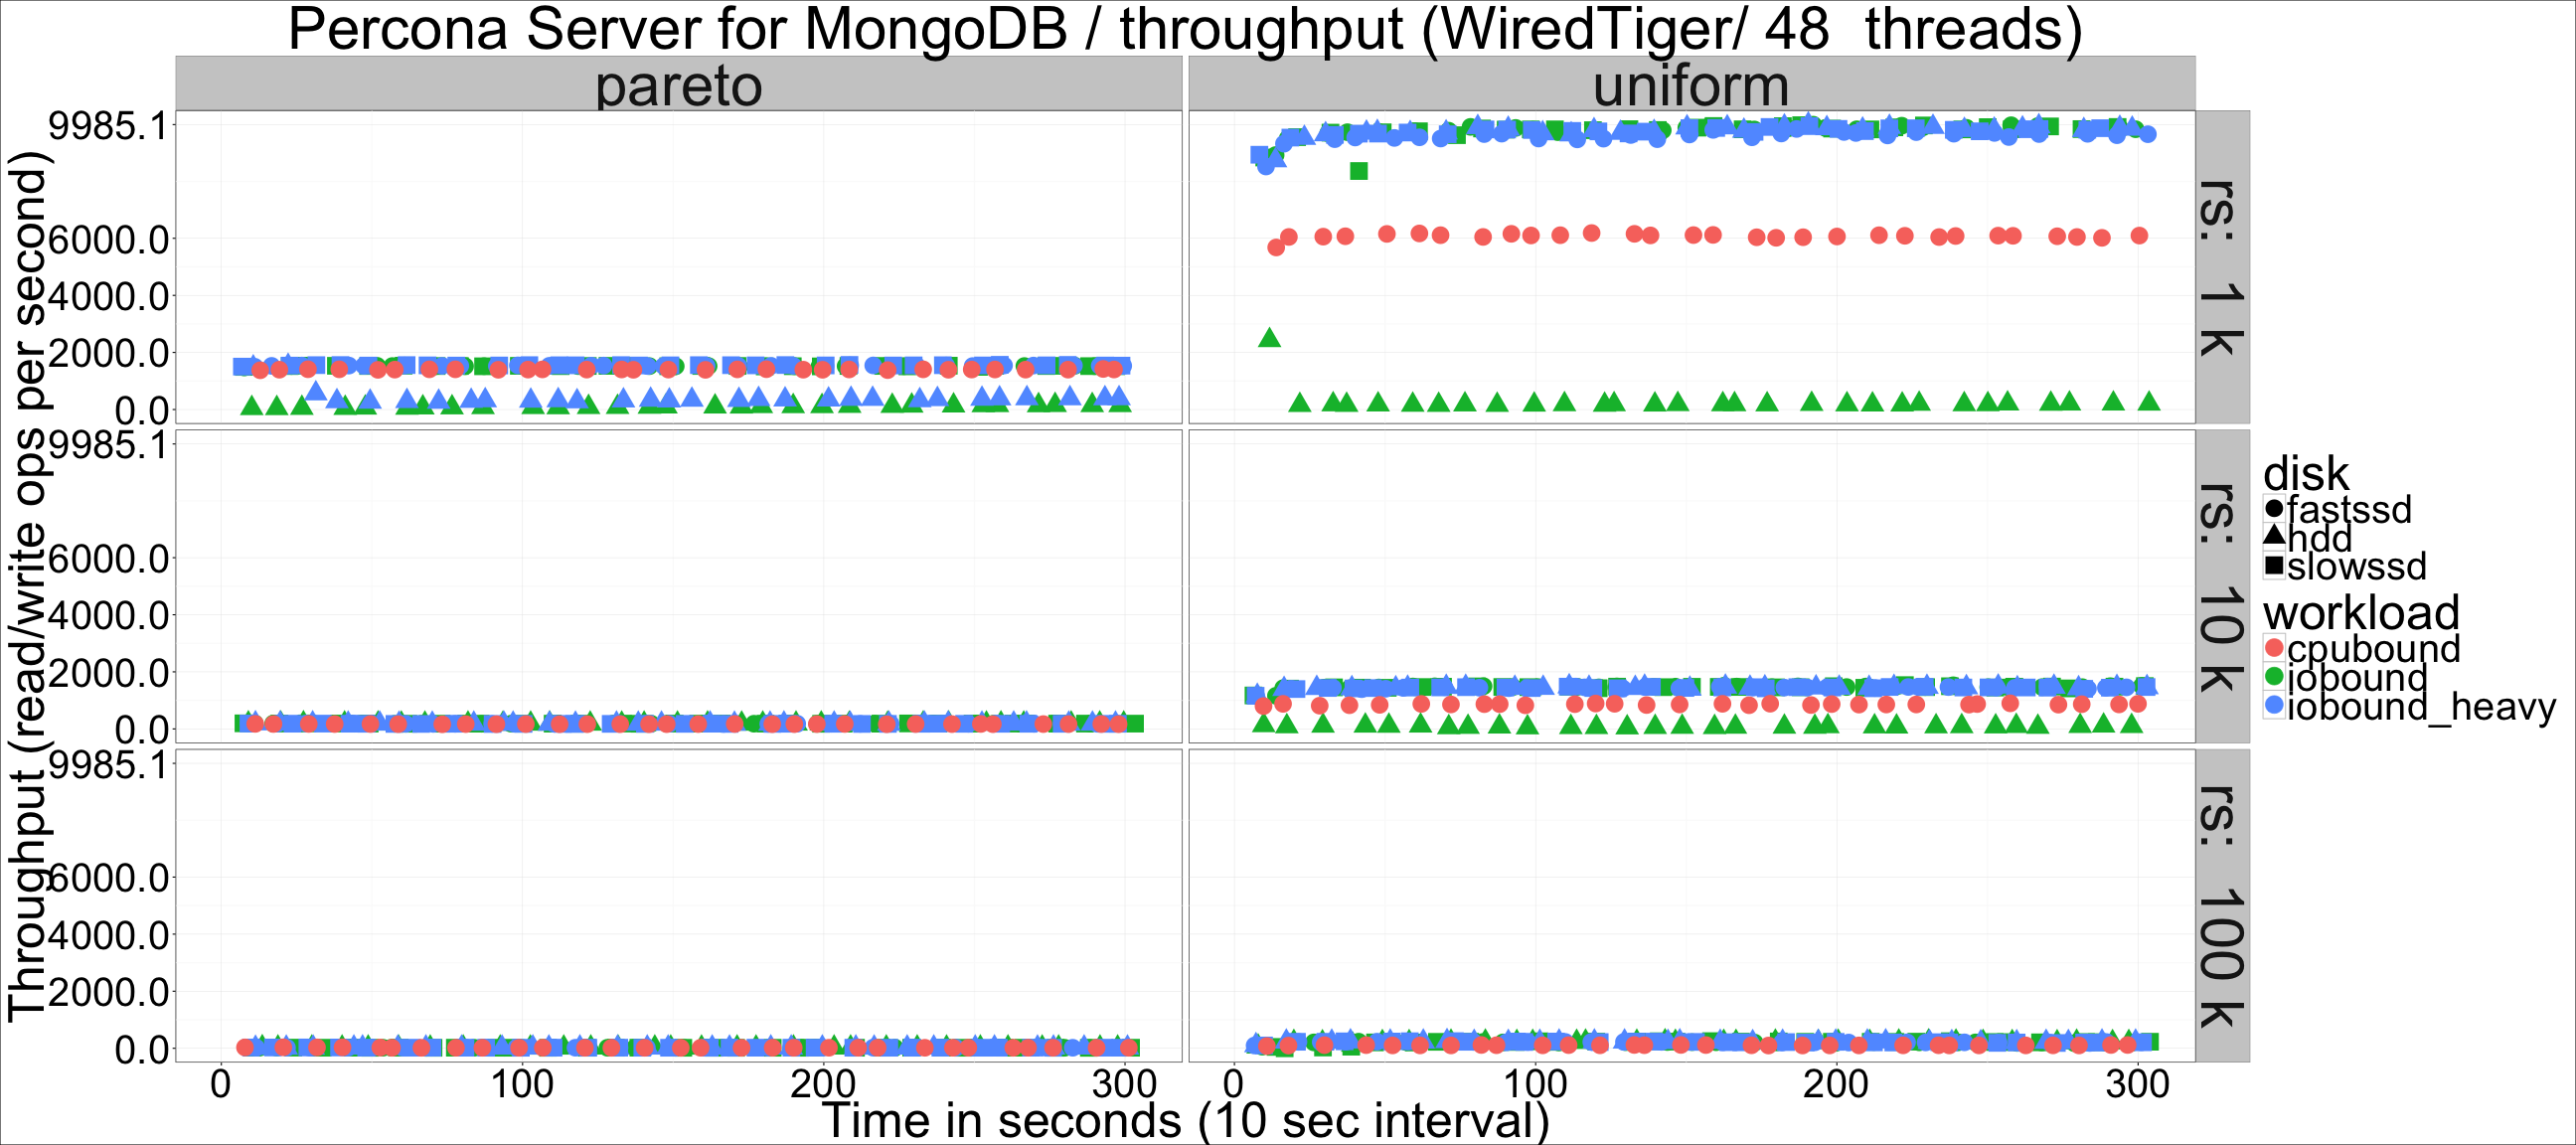 Percona Server for MongoDB / throughput (WiredTiger/ 48  threads)
pareto
uniform
Throughput (read/write ops per second)
9985.1
6000.0
4000.0
2000.0
0.0
rs:  1 k
9985.1
6000.0
4000.0
2000.0
0.0
rs:  10 k
9985.1
6000.0
4000.0
2000.0
0.0
rs:  100 k
0 100 200 300
0 100 200 300
Time in seconds (10 sec interval)
disk
fastssd
hdd
slowssd
workload
cpubound
iobound
iobound_heavy